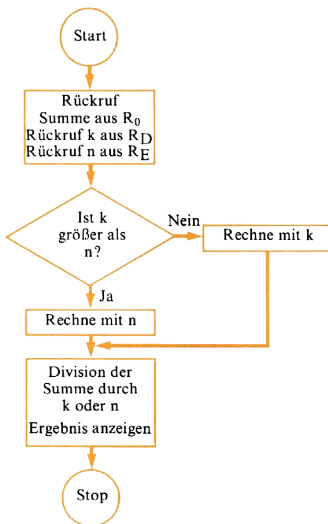 Start
Rückruf
Summe aus R0
Rückruf k aus RD
Rückruf n aus RE
Ist k
größer als
n?
Nein
Rechne mit k
Ja
Rechne mit n
Division der
Summe durch
k oder n
Ergebnis anzeigen
Stop